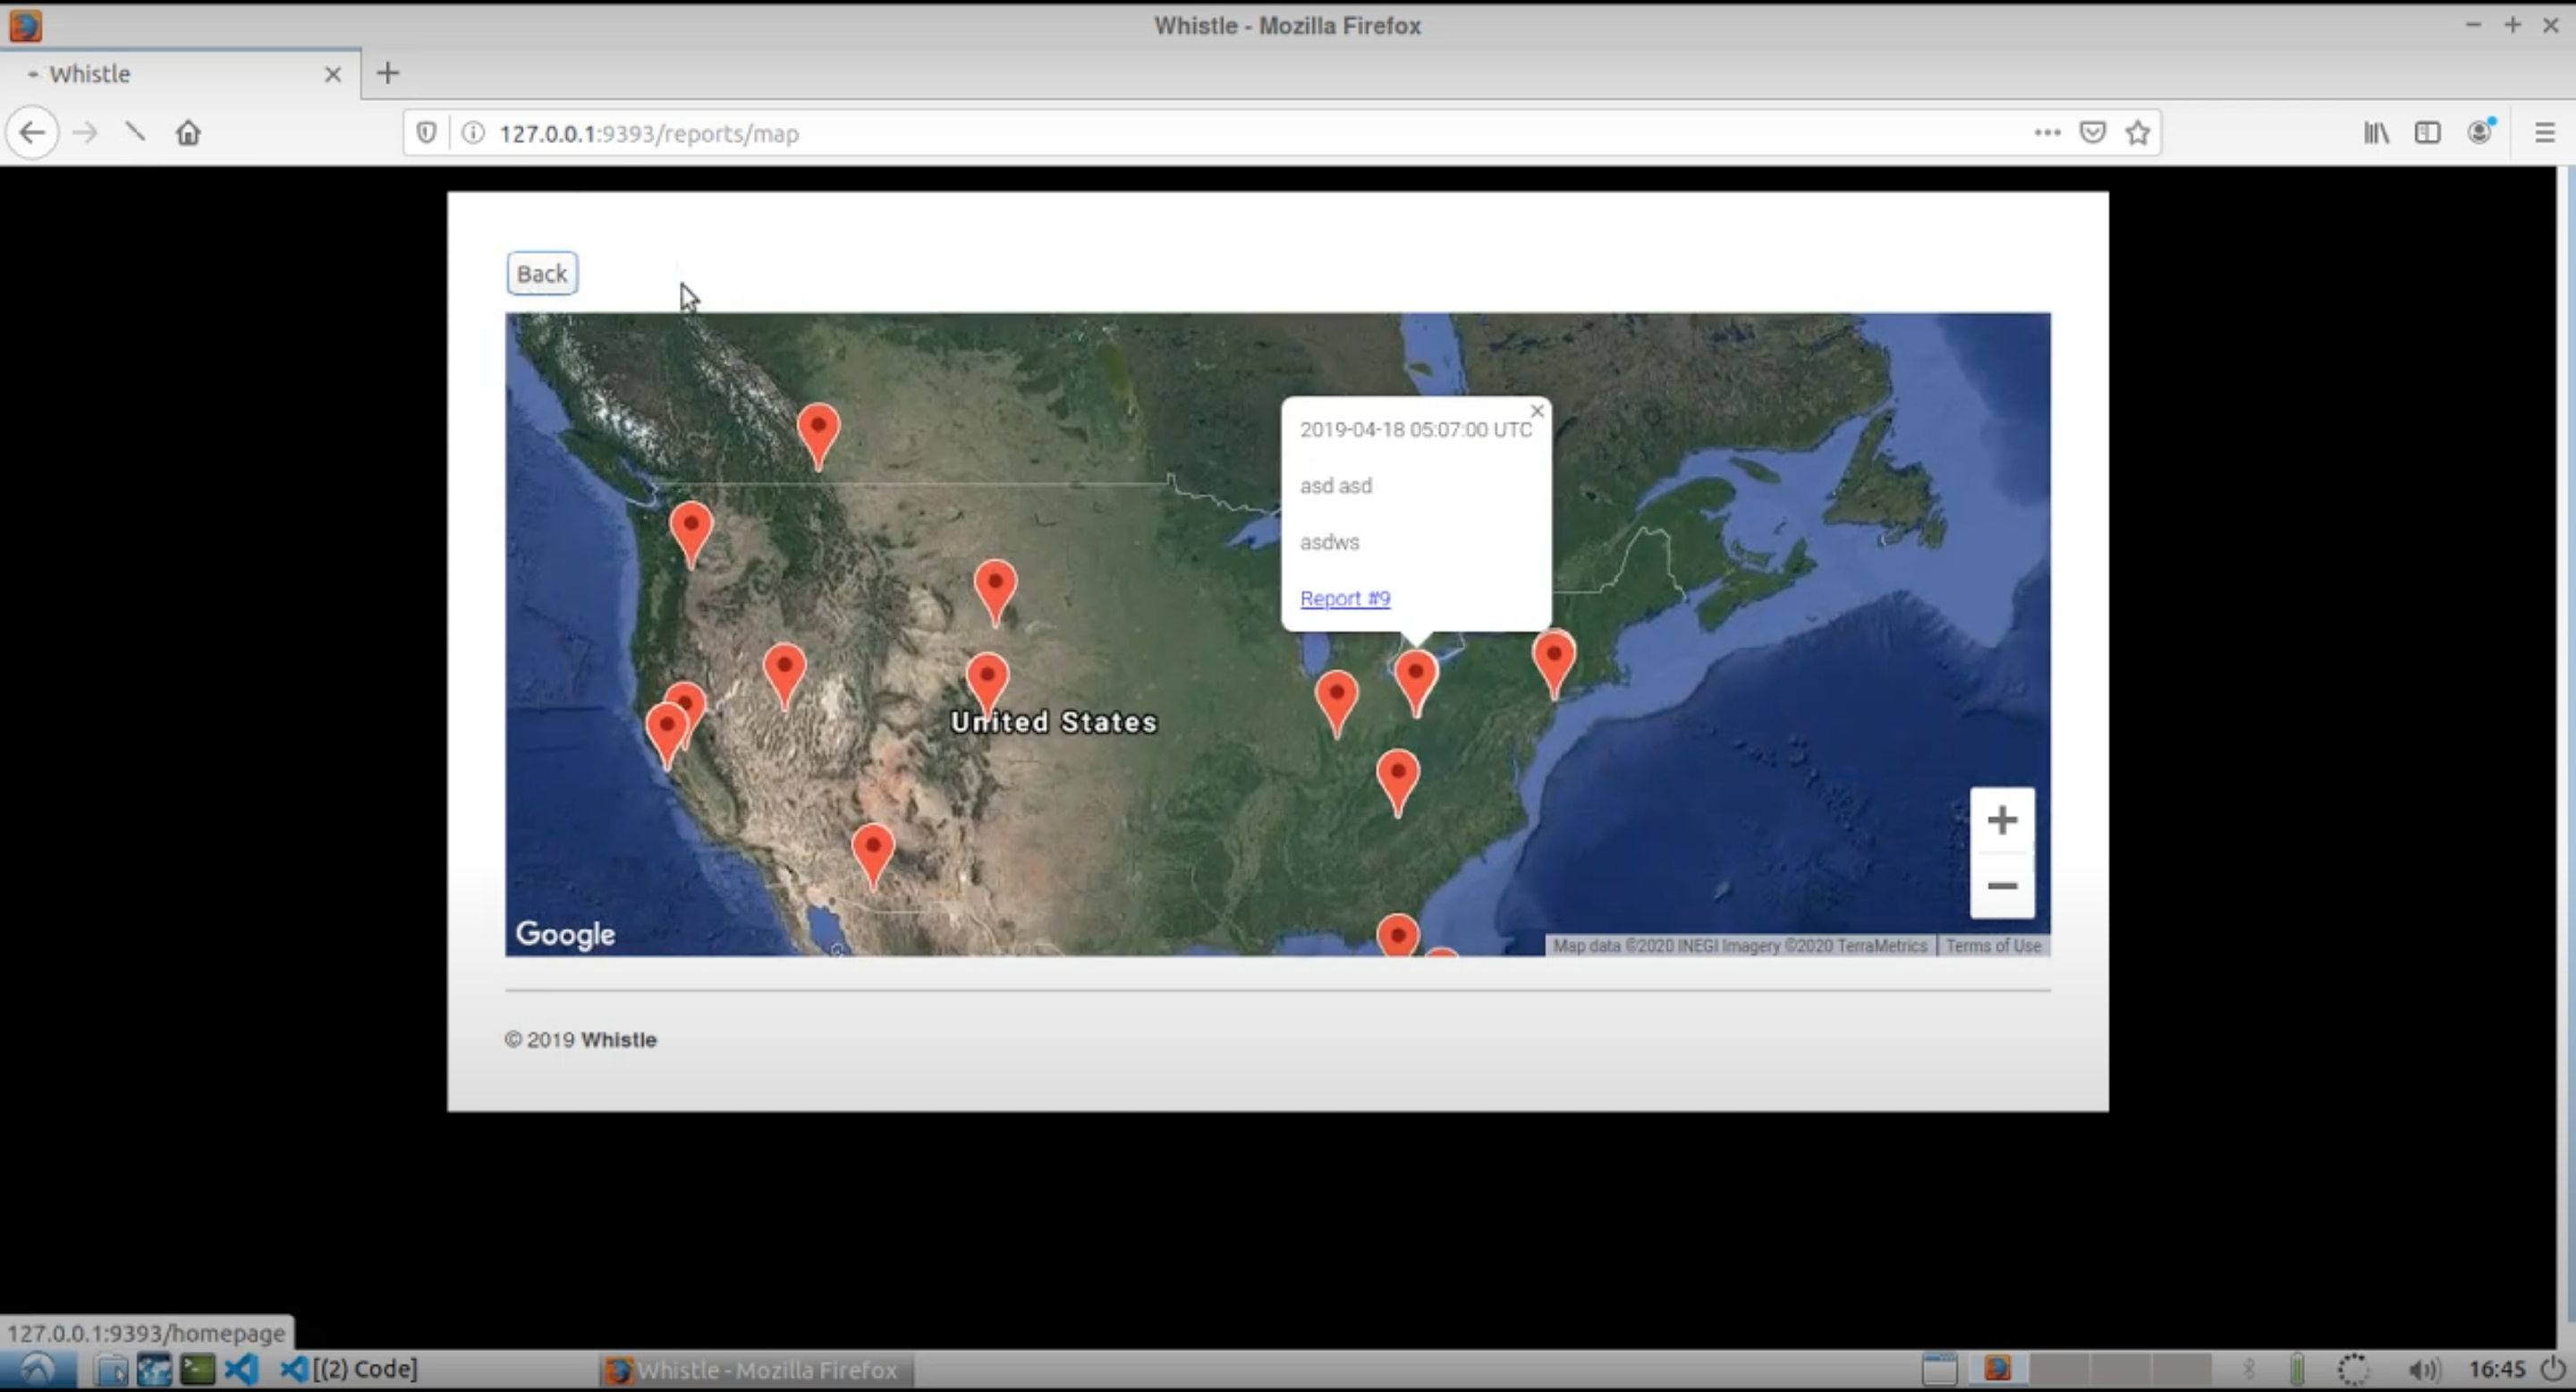 Whistle - Mozilla Firefox
Whistle
127.0.0.1:9393/reports/map
Back
2019-04-18 05:07:00 UTC
asd asd
asdws
Report #9
United States
Google
Map data ©2020 INEGI Imagery ©2020 TerraMetrics
Terms of Use
© 2019 Whistle
127.0.0.1:9393/homepage
[(2) Code]
Whistle - Mozilla Firefox
16:45